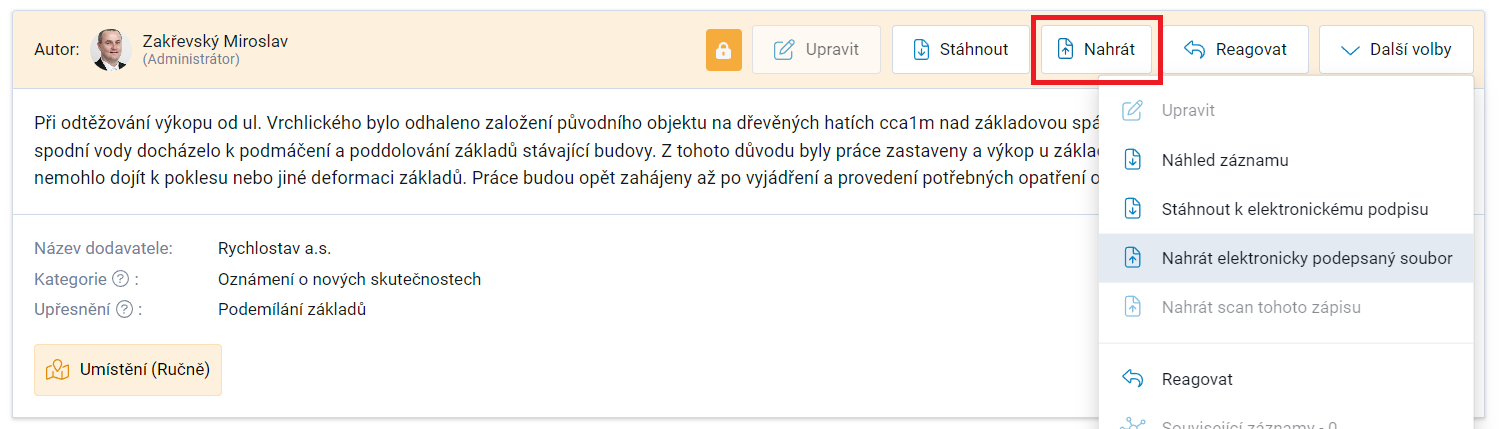 Autor:
Zakřevský Miroslav
(Administrátor)
Upravit
Stáhnout
Nahrát
Reagovat
Další volby
Při odtěžování výkopu od ul. Vrchlického bylo odhaleno založení původního objektu na dřevěných hatích cca1m nad základovou spá
spodní vody docházelo k podmáčení a poddolování základů stávající budovy. Z tohoto důvodu byly práce zastaveny a výkop u základ
nemohlo dojít k poklesu nebo jiné deformaci základů. Práce budou opět zahájeny až po vyjádření a provedení potřebných opatření o
Název dodavatele: Rychlostav a.s.
Kategorie ? : Oznámení o nových skutečnostech
Upřesnění ? : Podemílání základů
Umístění (Ručně)
Upravit
Náhled záznamu
Stáhnout k elektronickému podpisu
Nahrát elektronicky podepsaný soubor
Nahrát scan tohoto zápisu
Reagovat
Související záznamy - 0